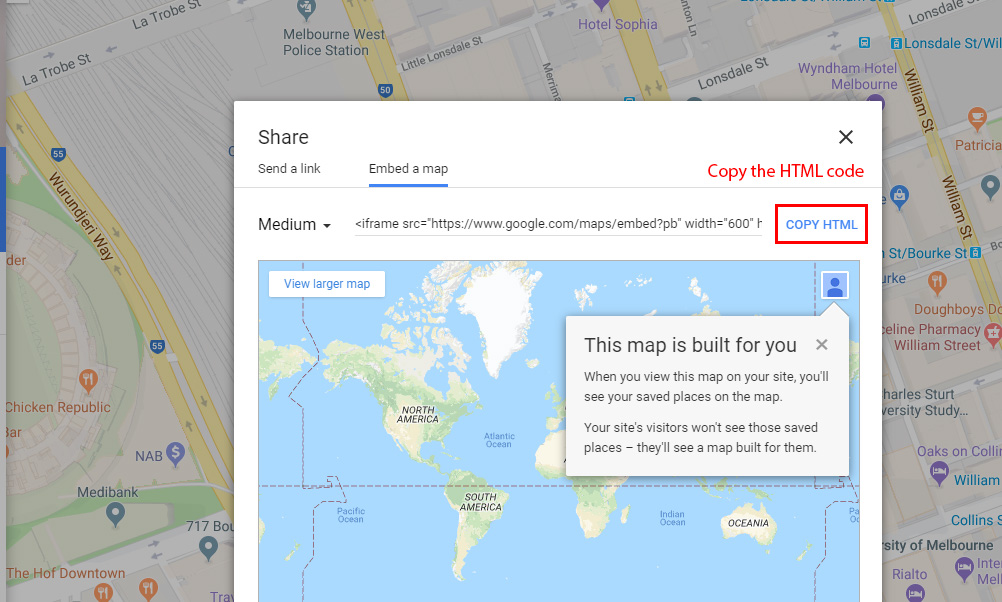 La Trobe St
Melbourne West
Police Station
Hotel Sophia
Lonsdale St/Wil
La Trobe St
Little Lonsdale St
Lonsdale St
Wyndham Hotel
Melbourne
William St
50
55
Wurundjeri Way
Patricia
Share
Send a link
Embed a map
Copy the HTML code
Medium
<iframe src="https://www.google.com/maps/embed?pb" width="600" h
COPY HTML
William St
St/Bourke St
urke
View larger map
This map is built for you
When you view this map on your site, you'll
see your saved places on the map.
Your site's visitors won't see those saved
places – they'll see a map built for them.
NORTH
AMERICA
Atlantic
Ocean
SOUTH
AMERICA
Pacific
Ocean
Indian
Ocean
OCEANIA
Pa
Oc
der
55
Doughboys Do
celine Pharmacy
William Street
Chicken Republic
Bar
harles Sturt
versity Study...
NAB
Oaks on Collin
William
Medibank
Collins S
717 Bou
rsity of Melbourne
The Hof Downtown
Rialto
Inter
Mel
Trav